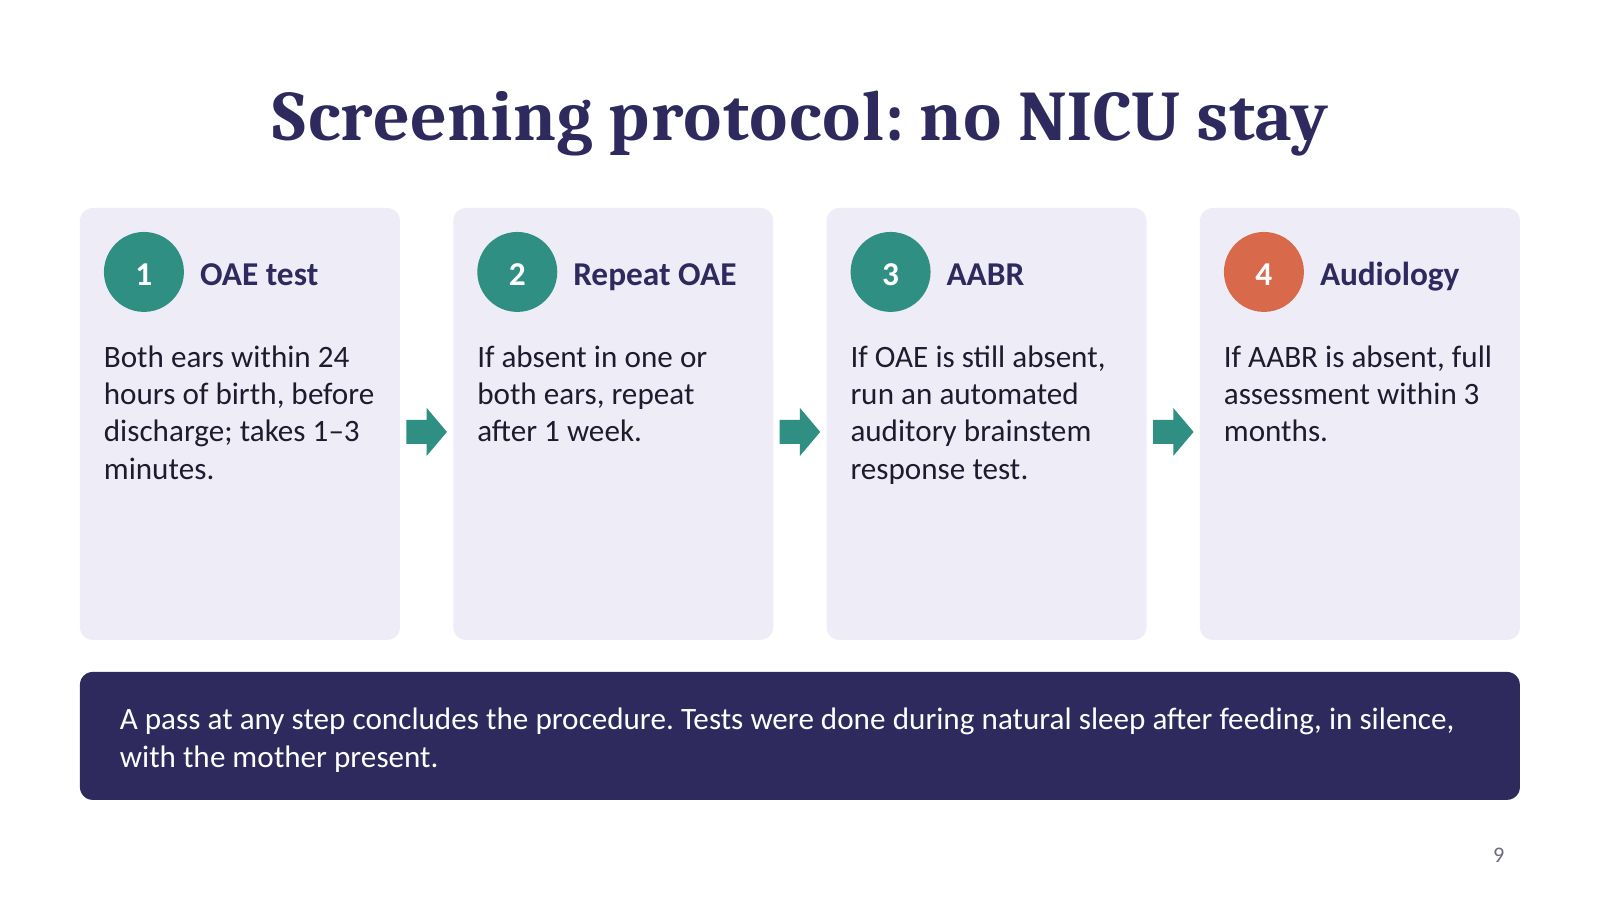 Screening protocol: no NICU stay
1
OAE test
Both ears within 24
hours of birth, before
discharge; takes 1–3
minutes.
2
Repeat OAE
If absent in one or
both ears, repeat
after 1 week.
3
AABR
If OAE is still absent,
run an automated
auditory brainstem
response test.
4
Audiology
If AABR is absent, full
assessment within 3
months.
A pass at any step concludes the procedure. Tests were done during natural sleep after feeding, in silence,
with the mother present.
9